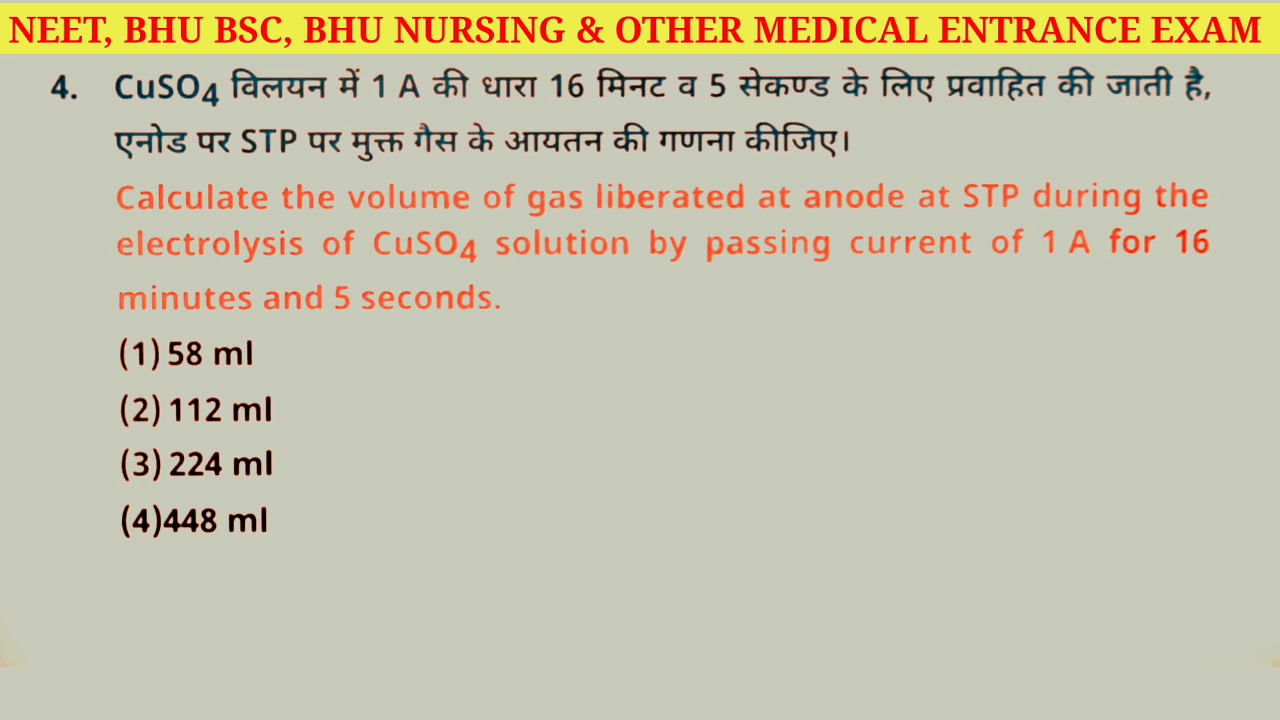 NEET, BHU BSC, BHU NURSING & OTHER MEDICAL ENTRANCE EXAM
4. CuSO4 विलयन में 1 A की धारा 16 मिनट व 5 सेकण्ड के लिए प्रवाहित की जाती है,
एनोड पर STP पर मुक्त गैस के आयतन की गणना कीजिए।
Calculate the volume of gas liberated at anode at STP during the
electrolysis of CuSO4 solution by passing current of 1 A for 16
minutes and 5 seconds.
(1) 58 ml
(2) 112 ml
(3) 224 ml
(4)448 ml